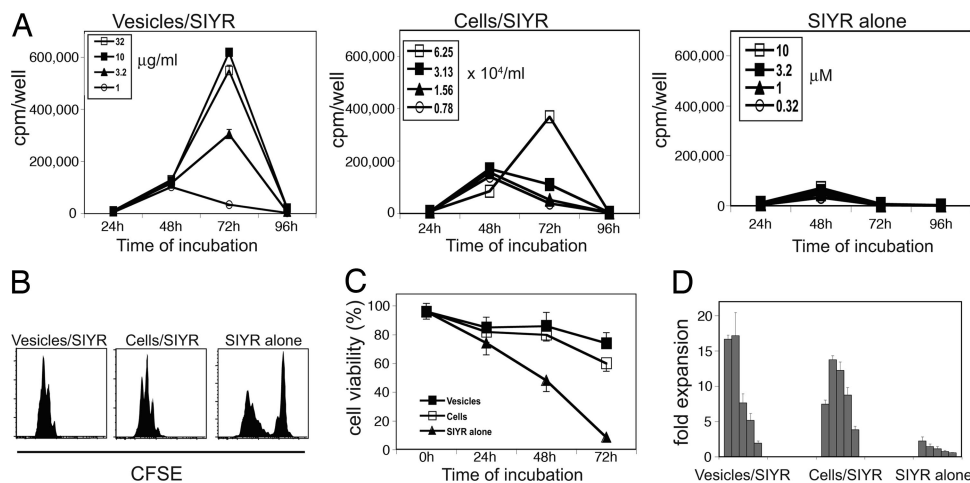 A
Vesicles/SIYR
cpm/well
600,000
400,000
200,000
0
32
10
3.2
1
μg/ml
24h 48h 72h 96h
Time of incubation
Cells/SIYR
cpm/well
600,000
400,000
200,000
0
6.25
3.13
1.56
0.78
x 10⁴/ml
24h 48h 72h 96h
Time of incubation
SIYR alone
cpm/well
600,000
400,000
200,000
0
10
3.2
1
0.32
μM
24h 48h 72h 96h
Time of incubation
B
Vesicles/SIYR Cells/SIYR SIYR alone
CFSE
C
cell viability (%)
100
80
60
40
20
0
Vesicles
Cells
SIYR alone
0h 24h 48h 72h
Time of incubation
D
fold expansion
20
15
10
5
0
Vesicles/SIYR Cells/SIYR SIYR alone